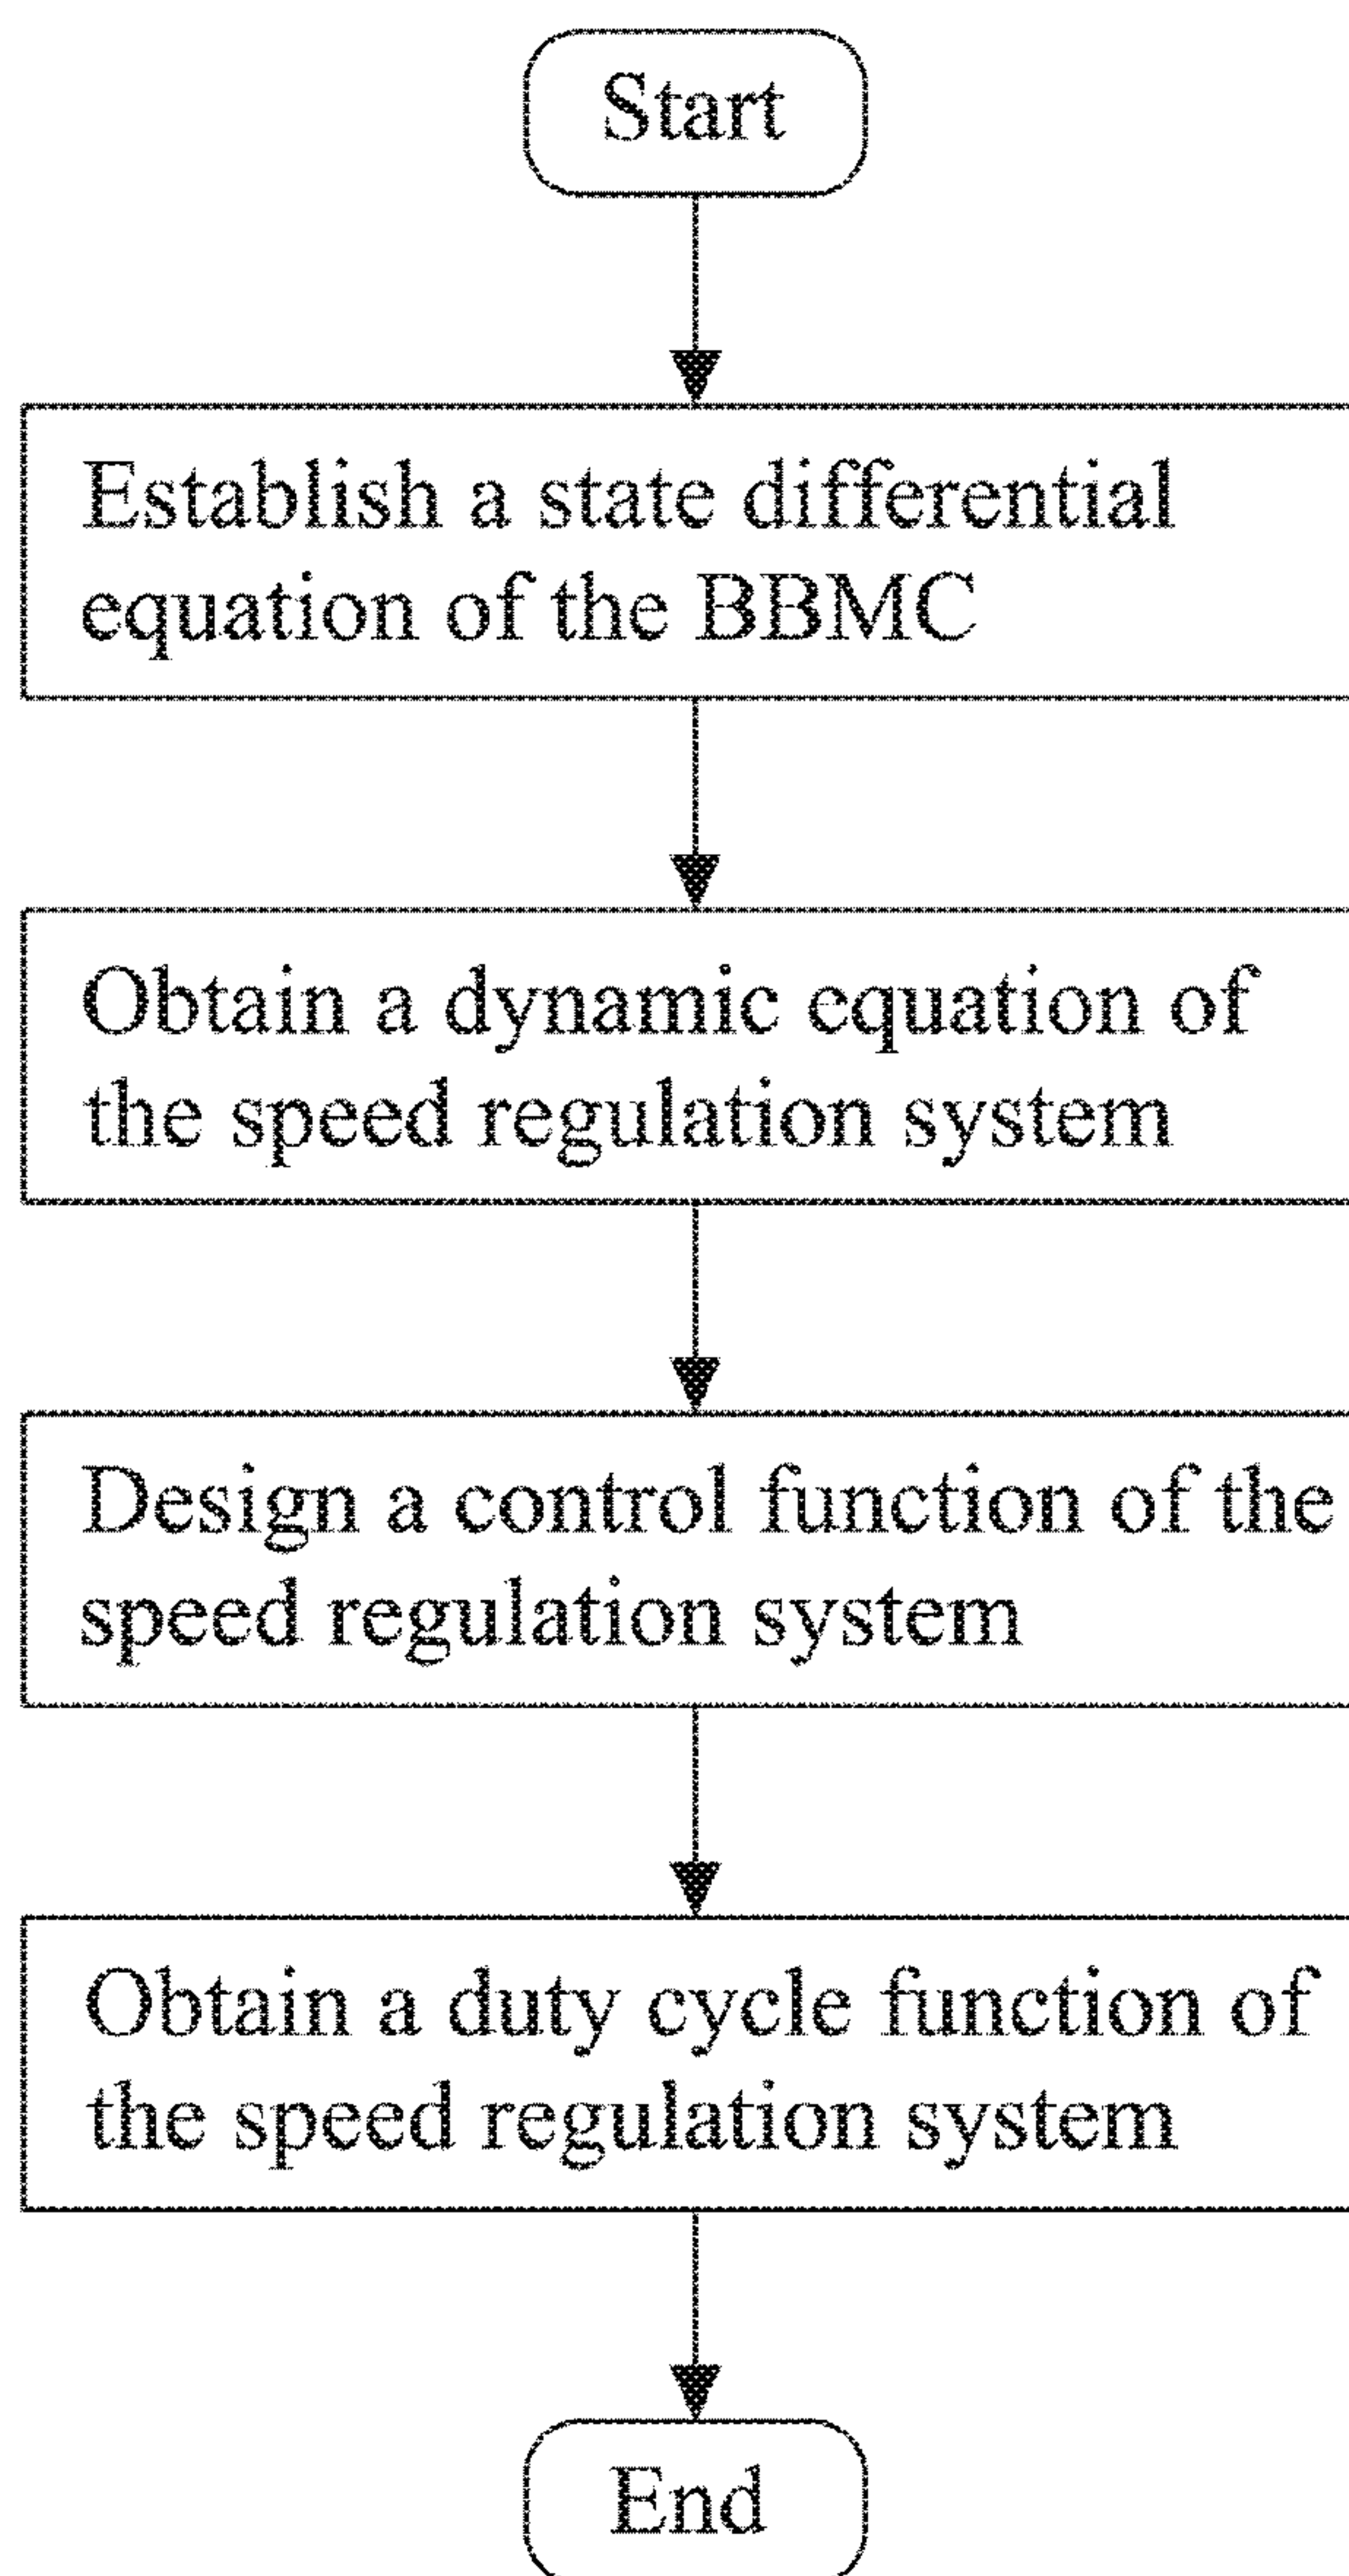 Start
Establish a state differential
equation of the BBMC
Obtain a dynamic equation of
the speed regulation system
Design a control function of the
speed regulation system
Obtain a duty cycle function of
the speed regulation system
End